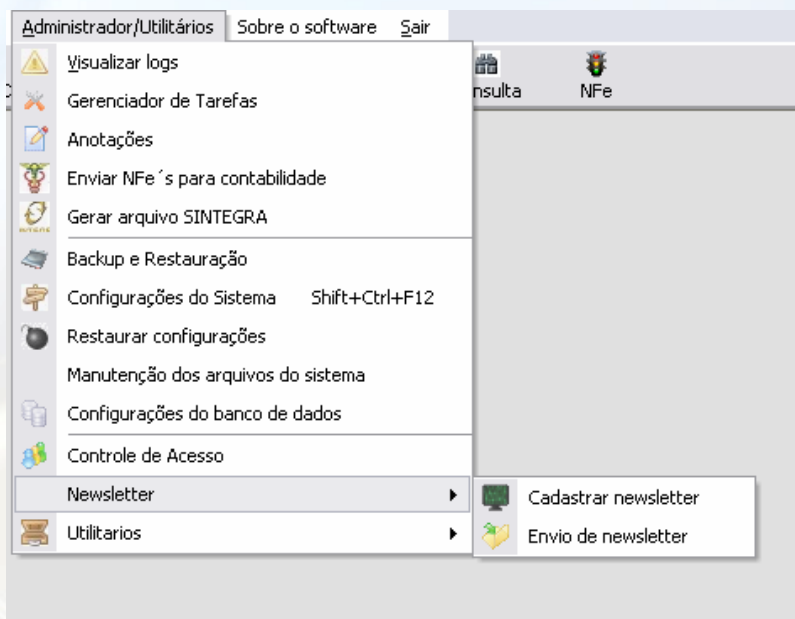 Administrador/Utilitários Sobre o software Sair
Visualizar logs
nsulta NFe
Gerenciador de Tarefas
Anotações
Enviar NFe´s para contabilidade
Gerar arquivo SINTEGRA
Backup e Restauração
Configurações do Sistema Shift+Ctrl+F12
Restaurar configurações
Manutenção dos arquivos do sistema
Configurações do banco de dados
Controle de Acesso
Newsletter
Cadastrar newsletter
Envio de newsletter
Utilitarios